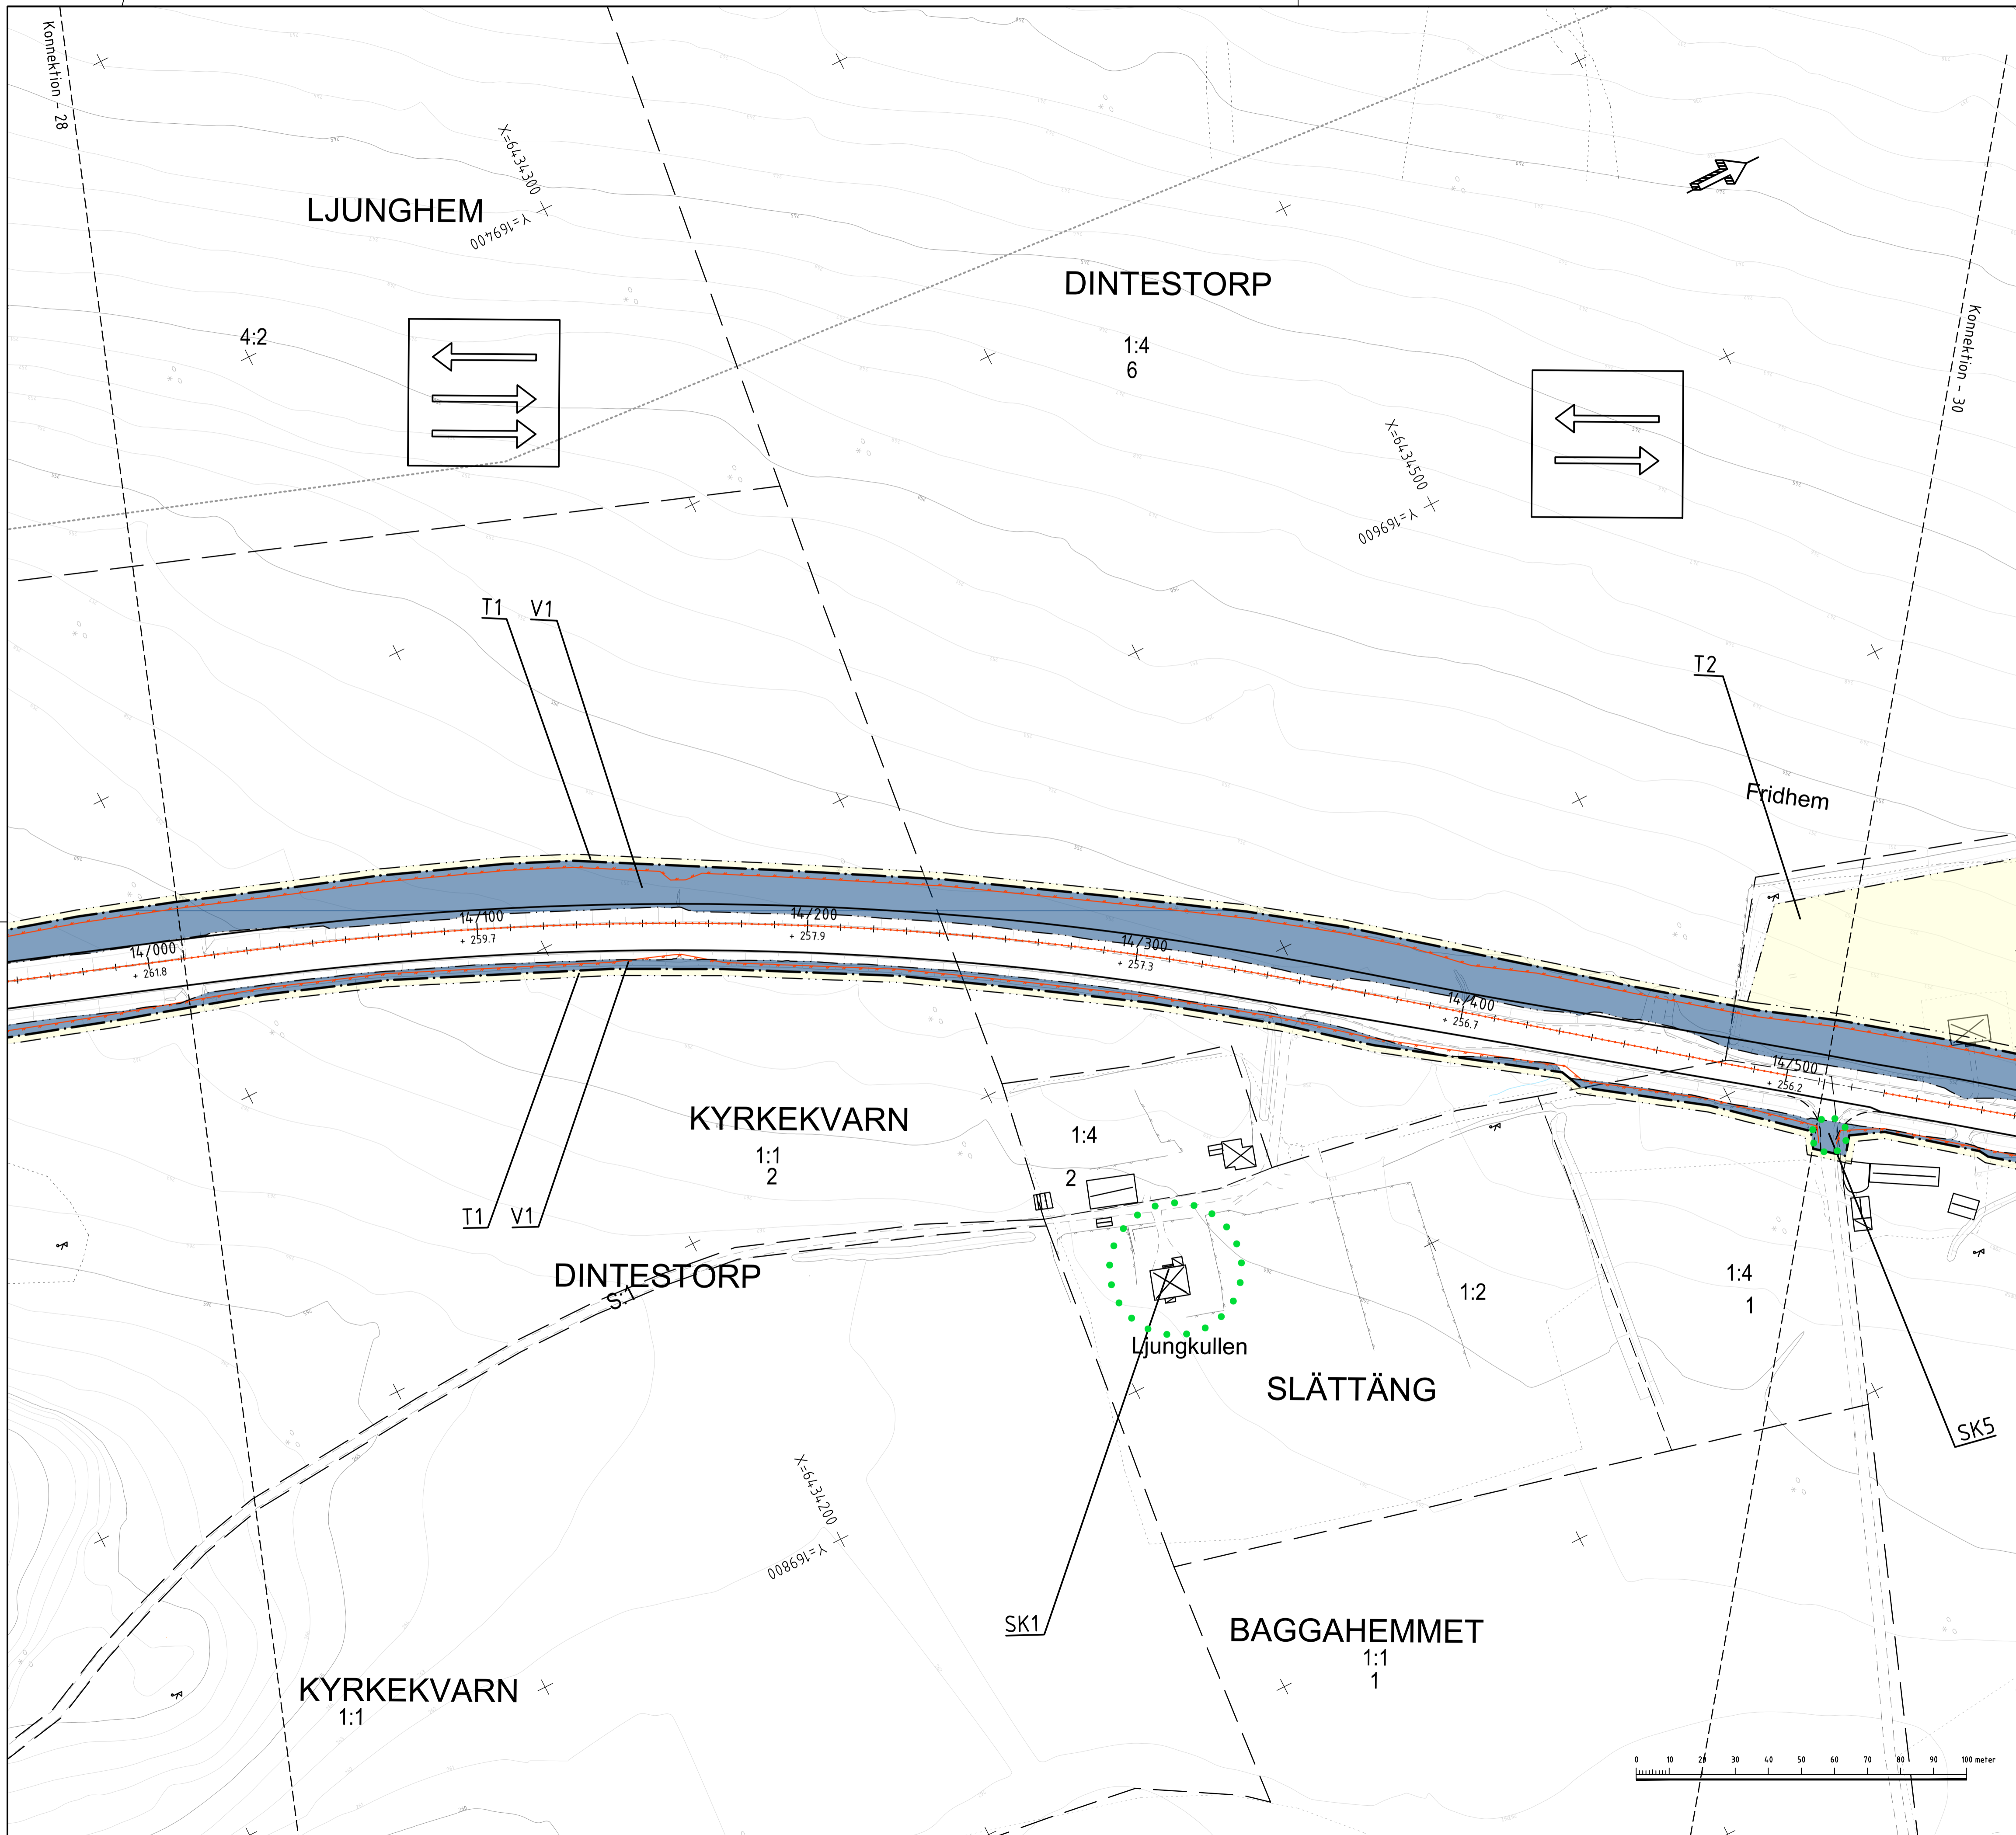 Konnektion - 28
LJUNGHEM
X=6434300
Y=169400
DINTESTORP
4:2
1:4
6
Konnektion - 30
X=6434500
Y=169600
T1
V1
T2
Fridhem
14/000
+ 261.8
14/100
+ 259.7
14/200
+ 257.9
14/300
+ 257.3
14/400
+ 256.7
14/500
+ 256.2
KYRKEKVARN
1:1
2
1:4
2
T1
V1
DINTESTORP
S:1
1:4
1
1:2
Ljungkullen
SLÄTTÄNG
SK5
X=6434200
Y=169800
SK1
BAGGAHEMMET
1:1
1
KYRKEKVARN
1:1
0 10 20 30 40 50 60 70 80 90 100 meter